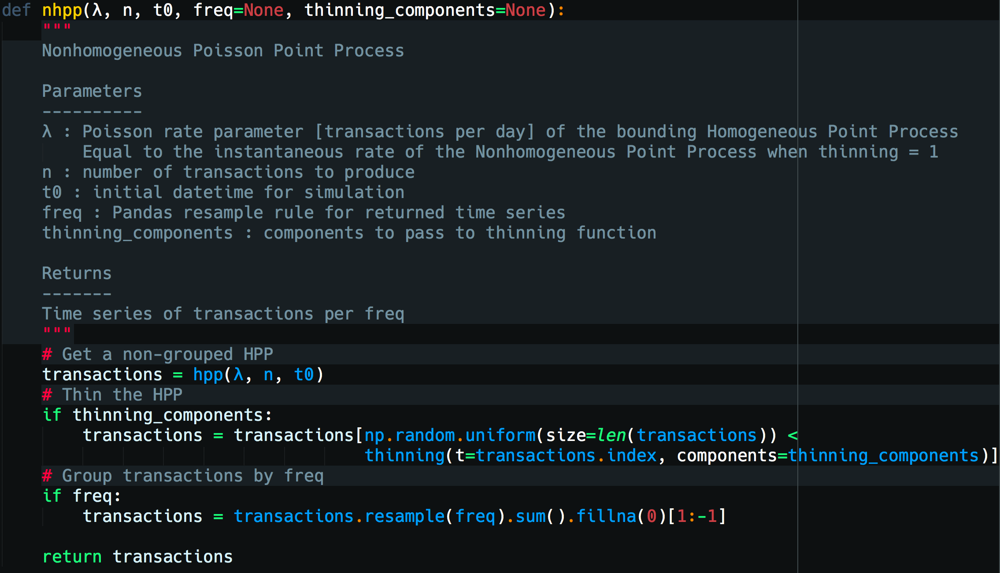 def nhpp(λ, n, t0, freq=None, thinning_components=None):
    """
    Nonhomogeneous Poisson Point Process

    Parameters
    ----------
    λ : Poisson rate parameter [transactions per day] of the bounding Homogeneous Point Process
        Equal to the instantaneous rate of the Nonhomogeneous Point Process when thinning = 1
    n : number of transactions to produce
    t0 : initial datetime for simulation
    freq : Pandas resample rule for returned time series
    thinning_components : components to pass to thinning function

    Returns
    -------
    Time series of transactions per freq
    """
    # Get a non-grouped HPP
    transactions = hpp(λ, n, t0)
    # Thin the HPP
    if thinning_components:
        transactions = transactions[np.random.uniform(size=len(transactions)) <
                                    thinning(t=transactions.index, components=thinning_components)]
    # Group transactions by freq
    if freq:
        transactions = transactions.resample(freq).sum().fillna(0)[1:-1]

    return transactions